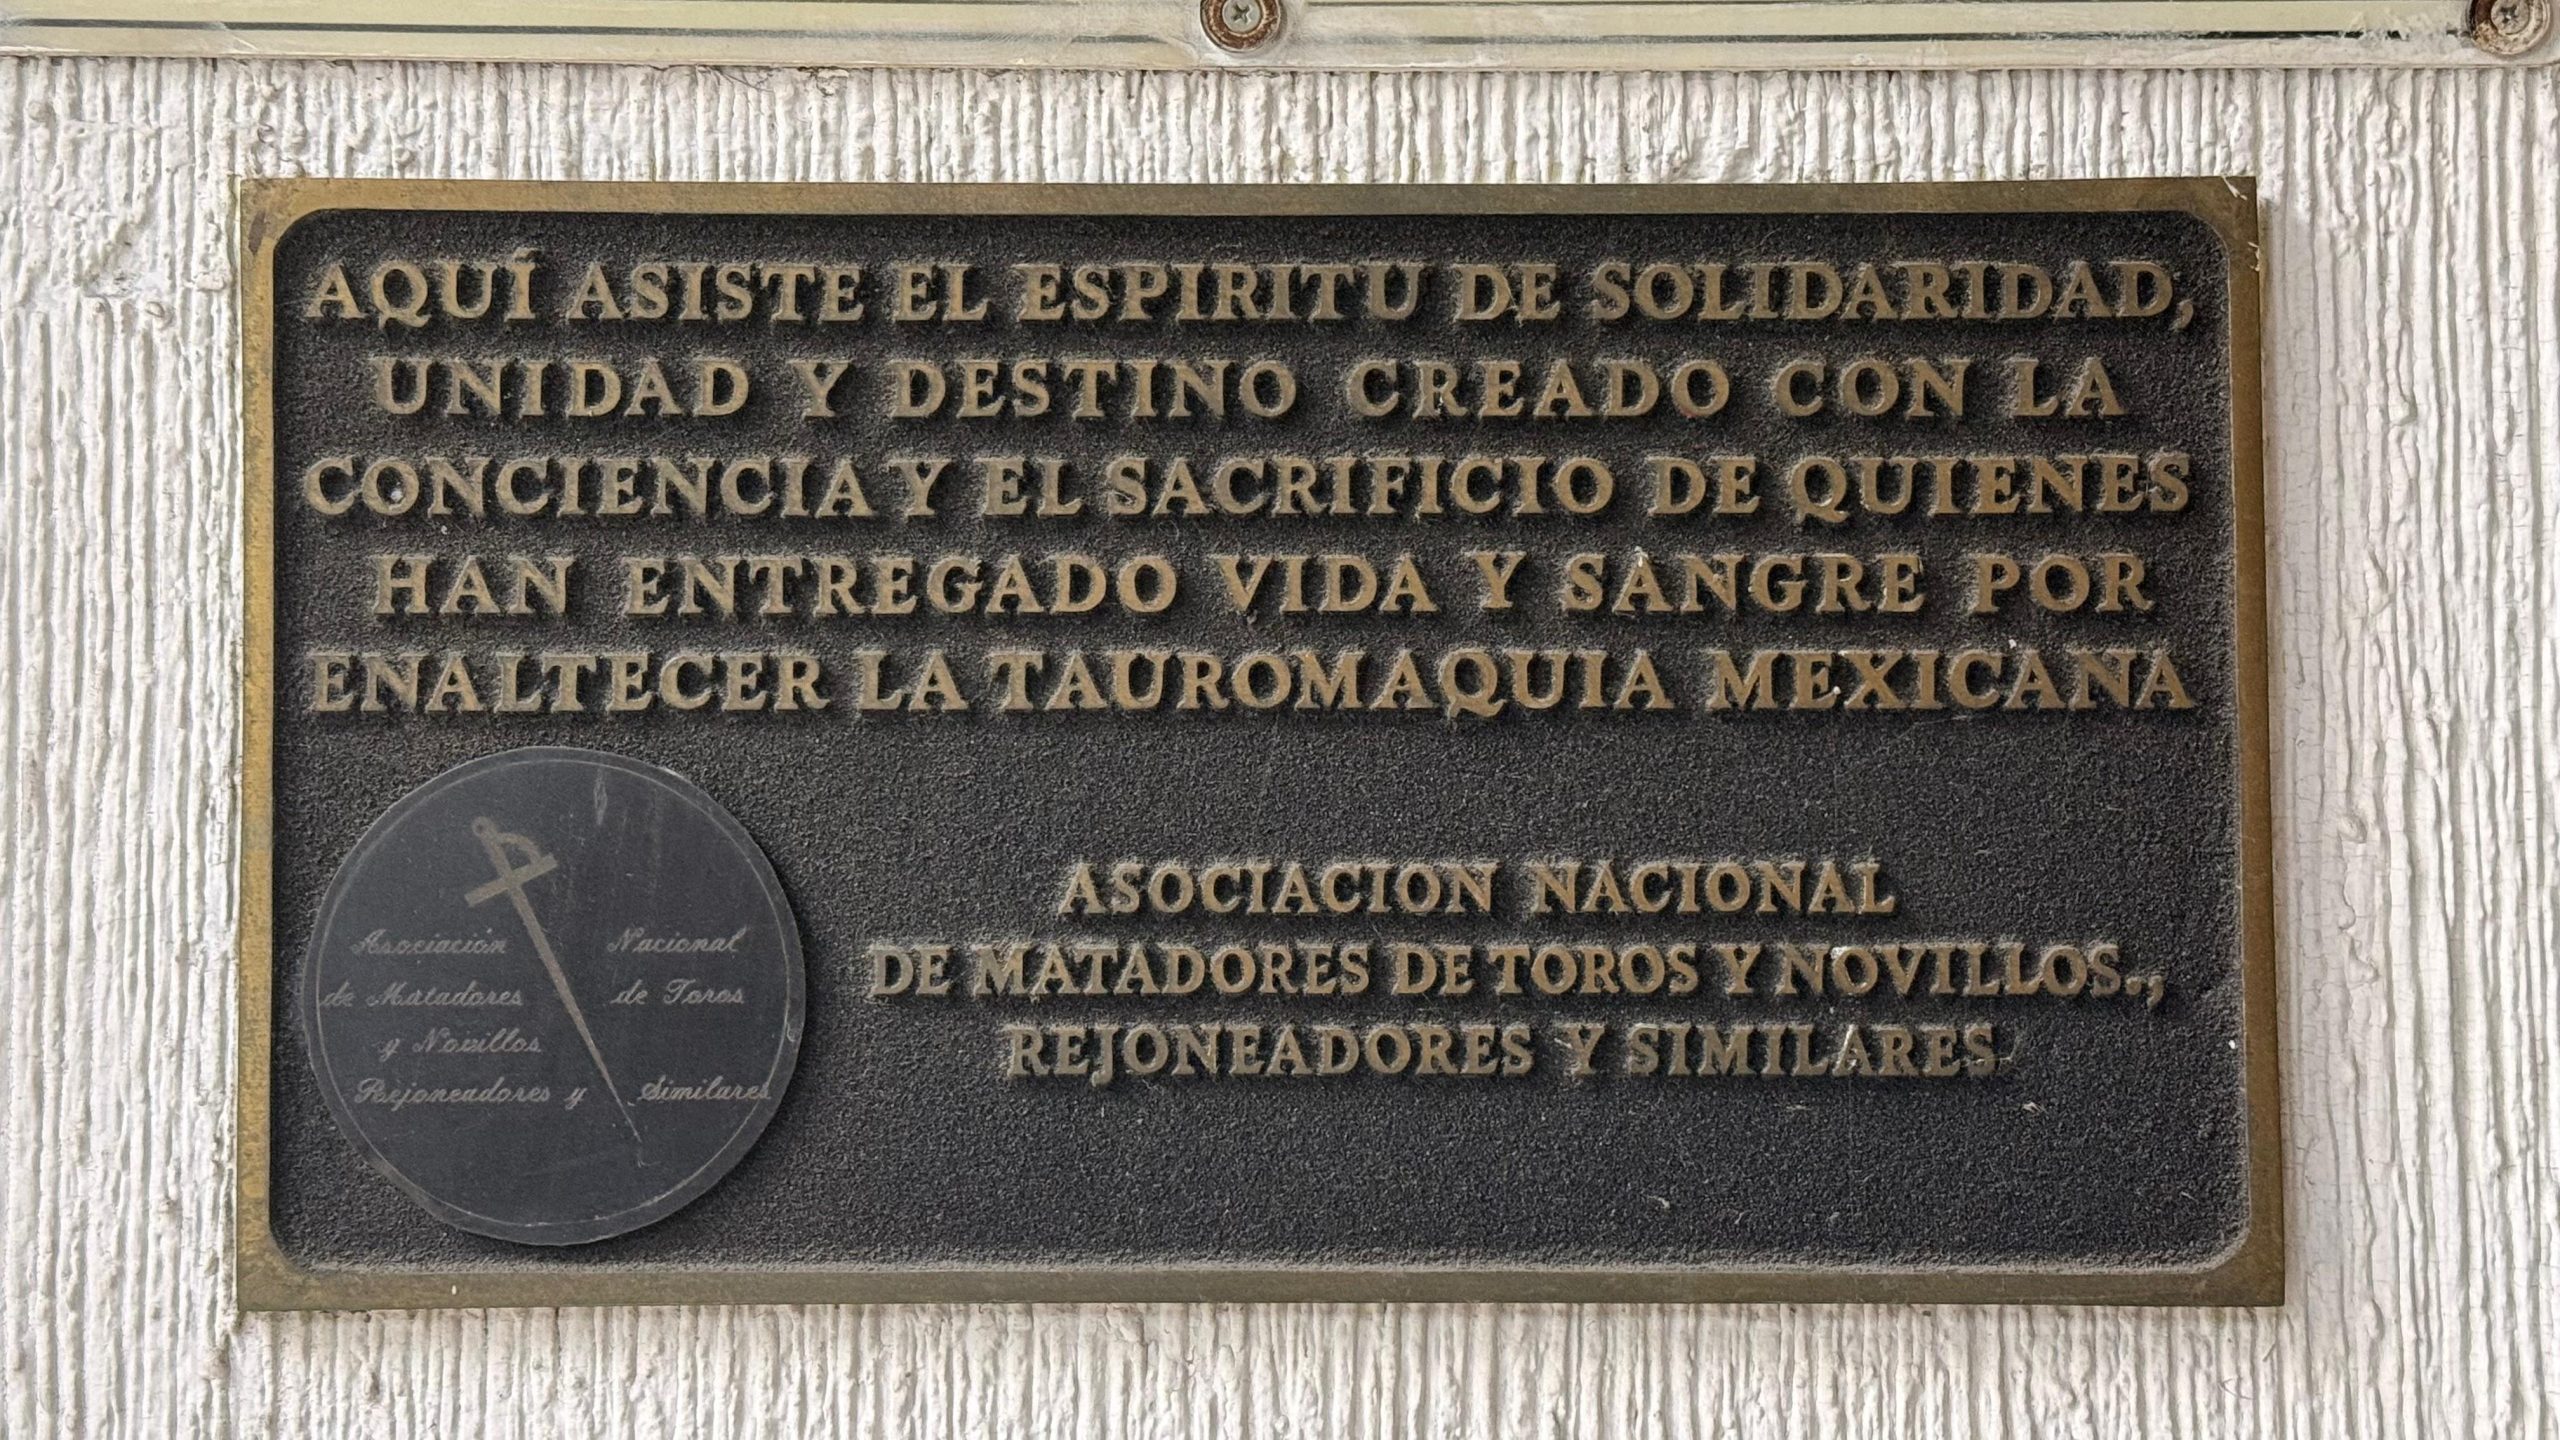 AQUÍ ASISTE EL ESPIRITU DE SOLIDARIDAD,
UNIDAD Y DESTINO CREADO CON LA
CONCIENCIA Y EL SACRIFICIO DE QUIENES
HAN ENTREGADO VIDA Y SANGRE POR
ENALTECER LA TAUROMAQUIA MEXICANA
ASOCIACION NACIONAL
DE MATADORES DE TOROS Y NOVILLOS.,
REJONEADORES Y SIMILARES
Asociación Nacional
de Matadores de Toros
y Novillos
Rejoneadores y Similares